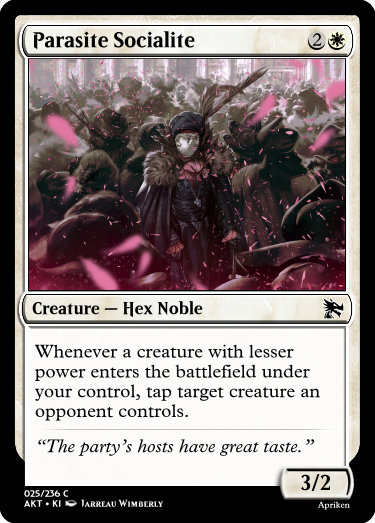 Parasite Socialite 2
Creature — Hex Noble
Whenever a creature with lesser
power enters the battlefield under
your control, tap target creature an
opponent controls.
“The party’s hosts have great taste.”
3/2
025/236 C
AKT • KI Jarreau Wimberly
Apriken